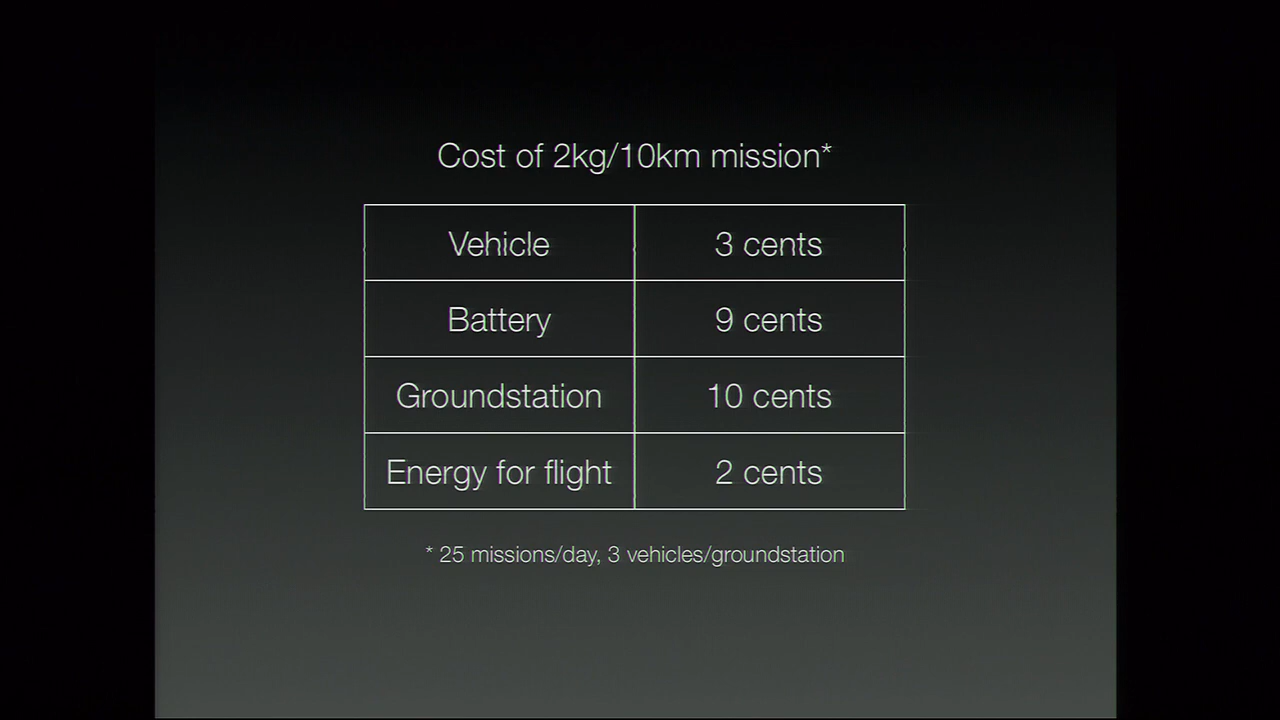 Cost of 2kg/10km mission*
Vehicle 3 cents
Battery 9 cents
Groundstation 10 cents
Energy for flight 2 cents
* 25 missions/day, 3 vehicles/groundstation